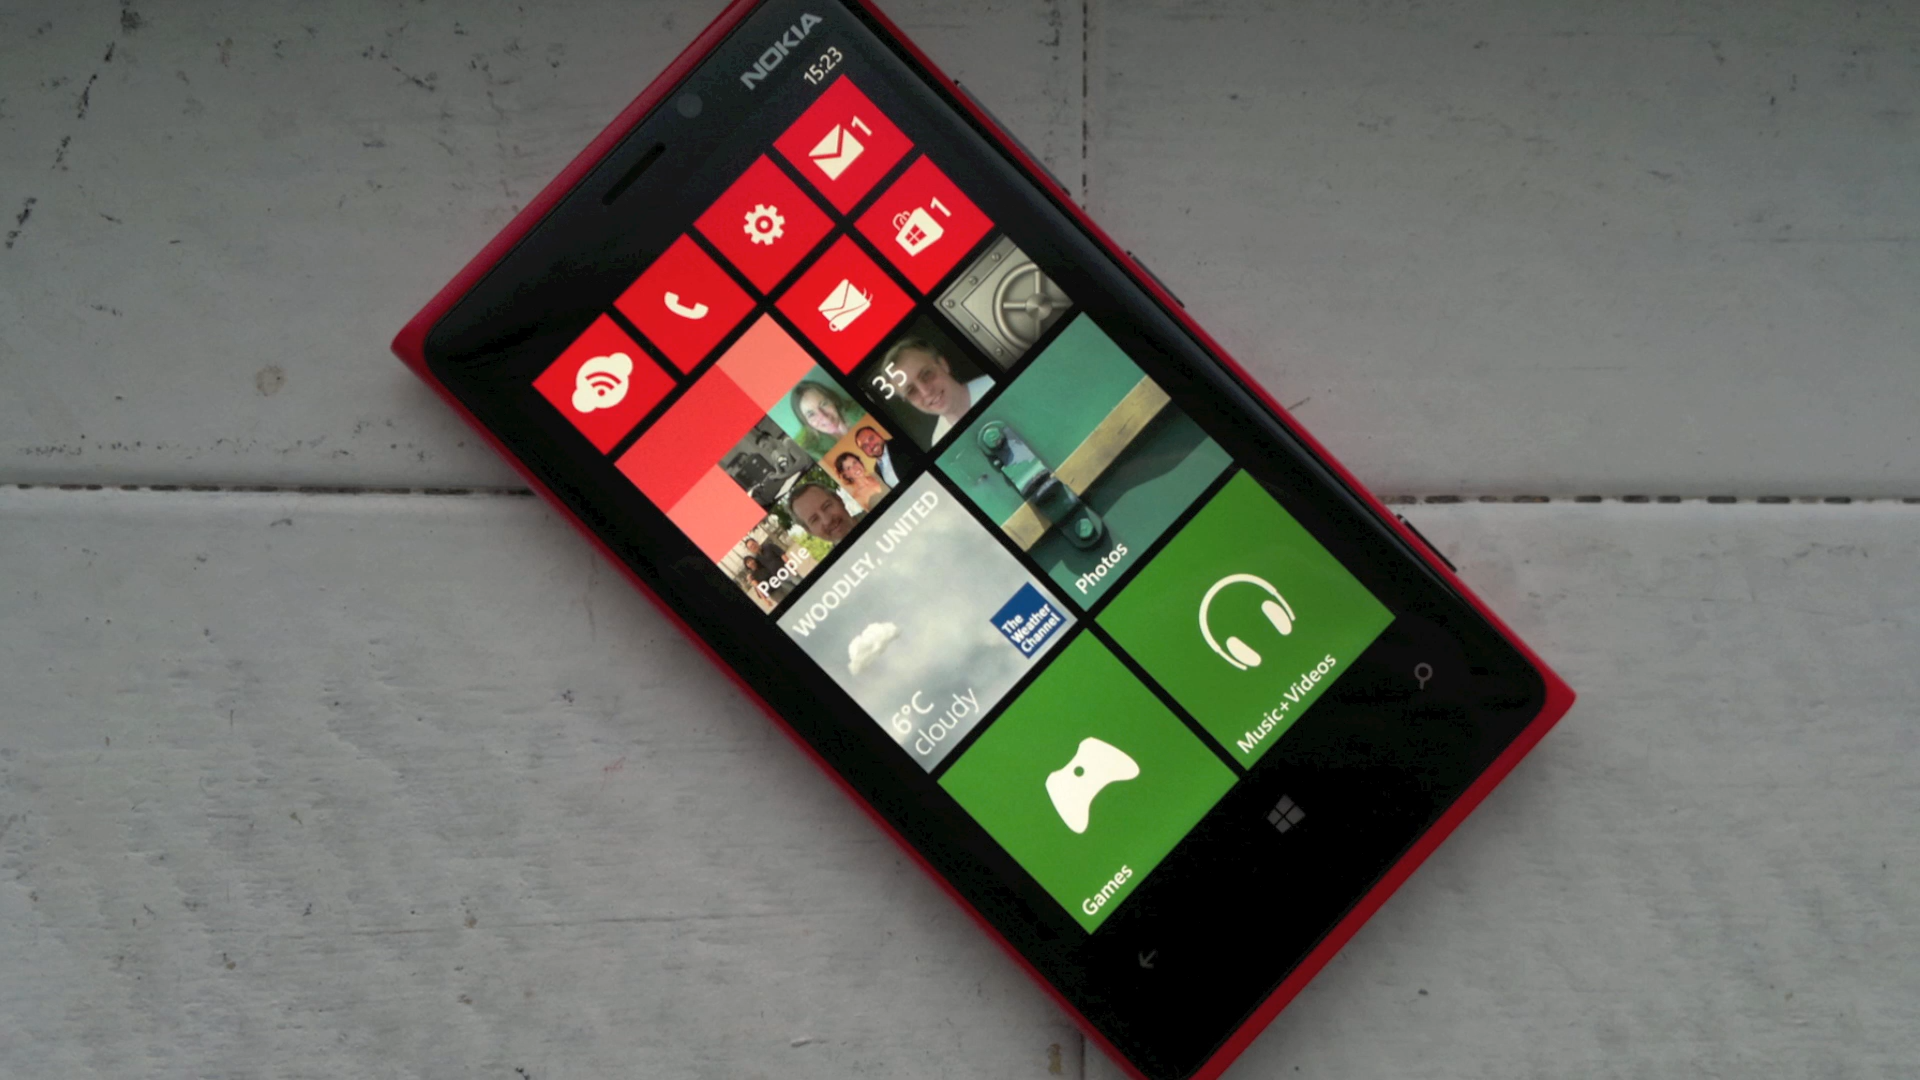 NOKIA
15:23
1
1
35
People
WOODLEY, UNITED
The
Weather
Channel
6°C
cloudy
Photos
Games
Music+Videos